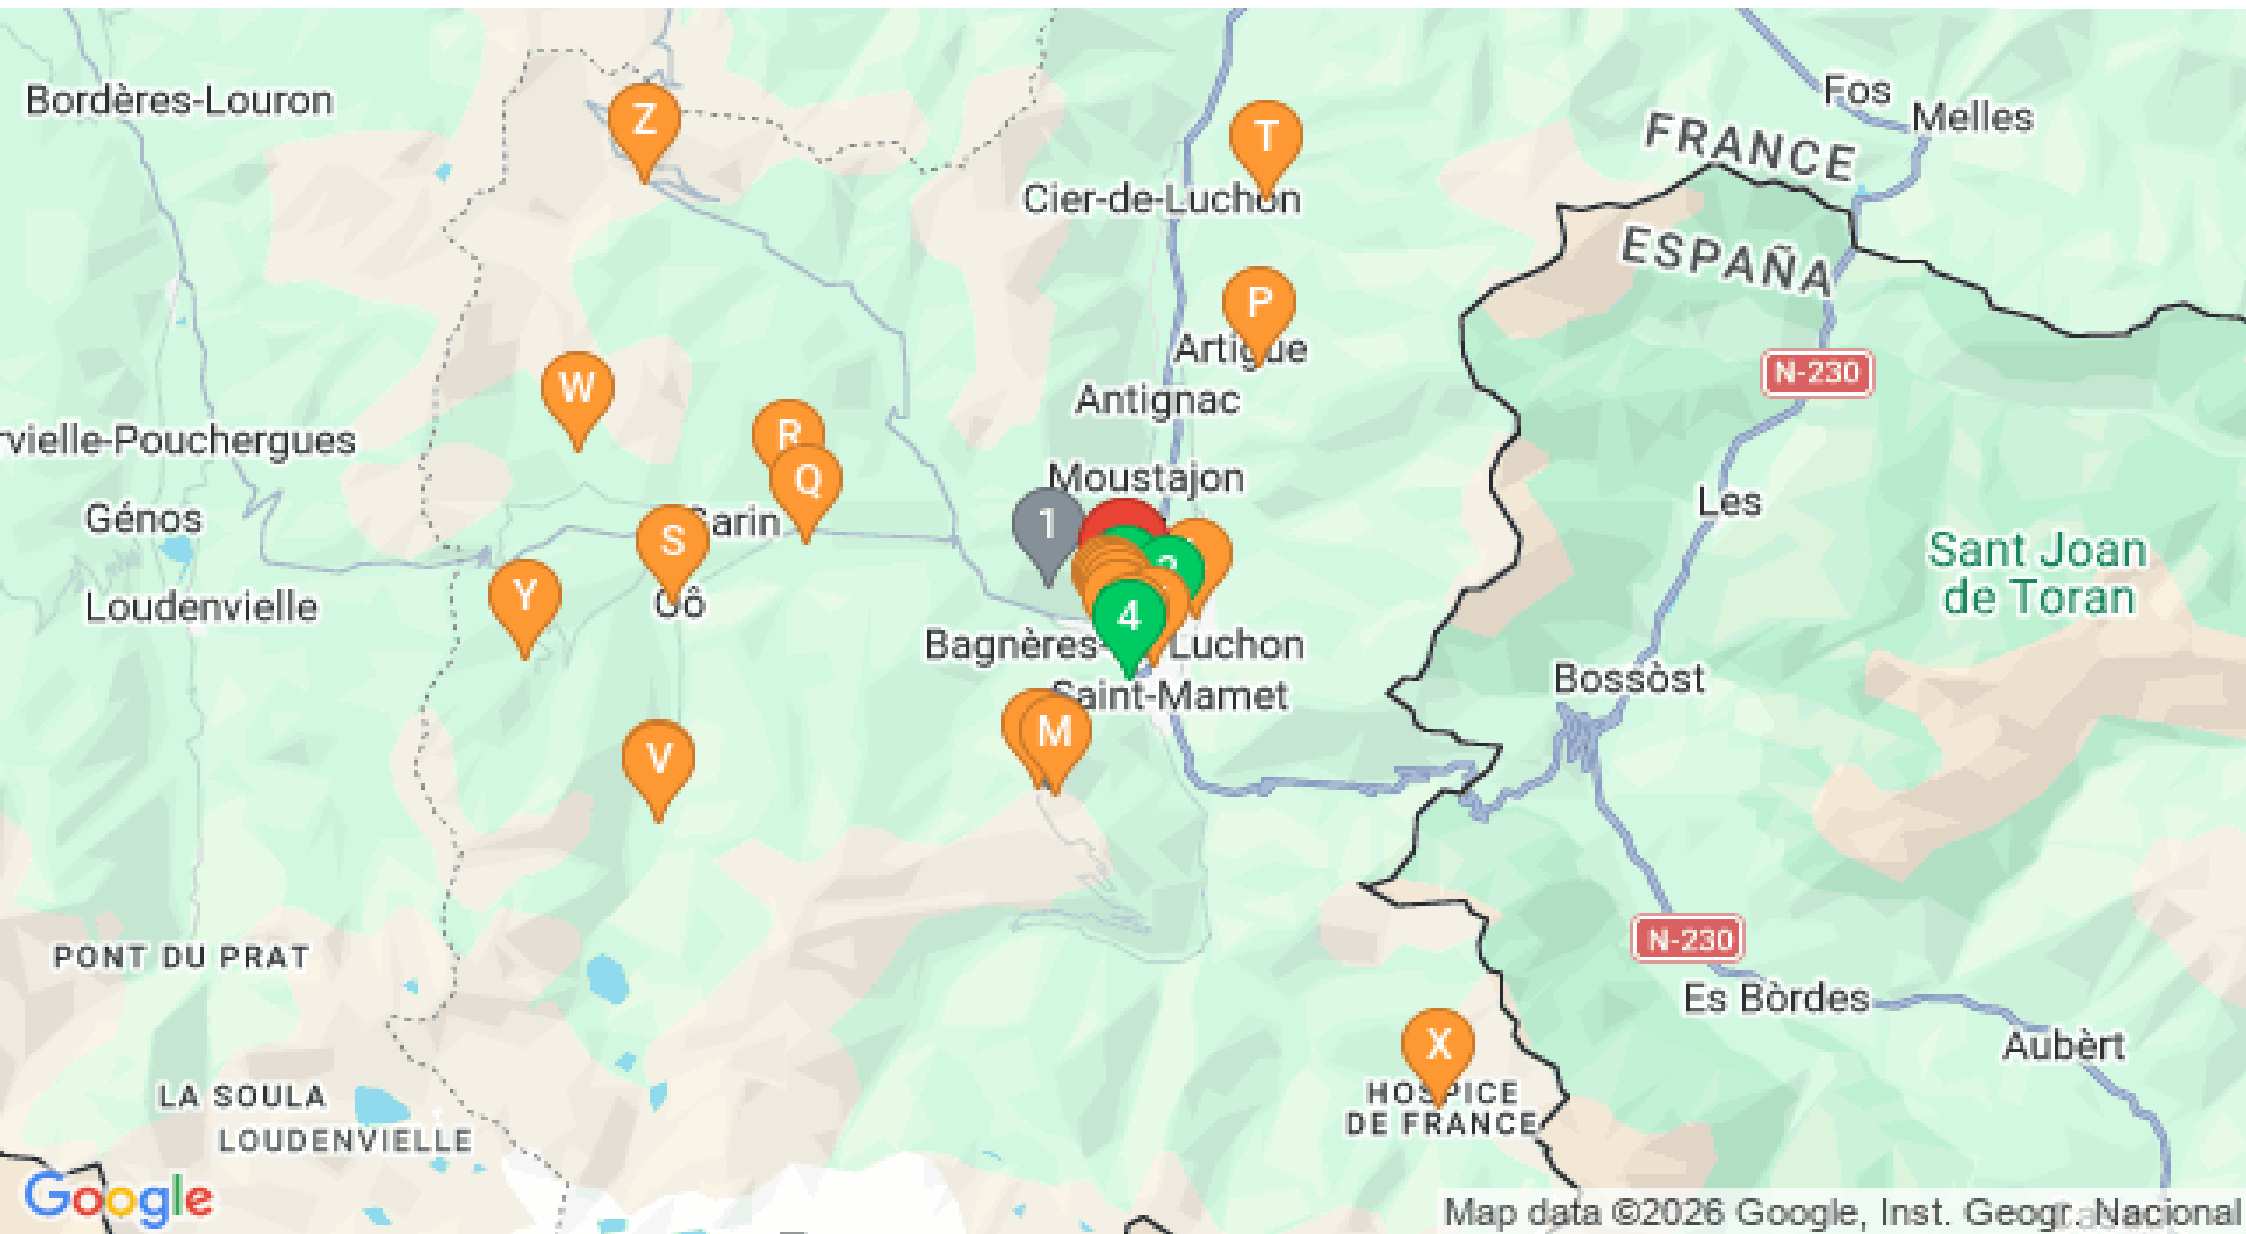 Bordères-Louron
Z
T
Fos
Melles
FRANCE
Cier-de-Luchon
ESPAÑA
P
Artigue
N-230
W
Antignac
R
rvielle-Pouchergues
Q
Moustajon
Les
Génos
Garin
1
S
Sant Joan
de Toran
Y
Loudenvielle
Oô
4
Bagnères-
Luchon
Bossòst
Saint-Mamet
M
V
N-230
PONT DU PRAT
Es Bòrdes
X
Aubèrt
HOSPICE
DE FRANCE
LA SOULA
LOUDENVIELLE
Google
Map data ©2026 Google, Inst. Geogr. Nacional